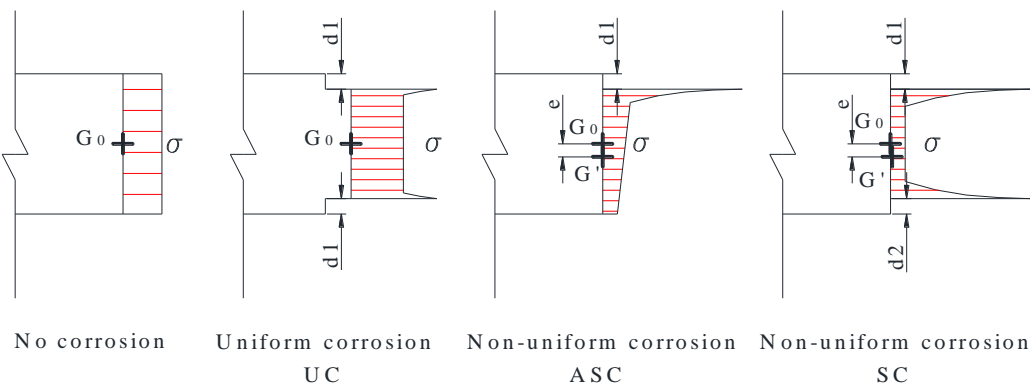 d1
d1
d1
e
e
G0
σ
G0
σ
G0
σ
G0
σ
G'
G'
d1
d2
No corrosion
Uniform corrosion
Non-uniform corrosion
Non-uniform corrosion
UC
ASC
SC